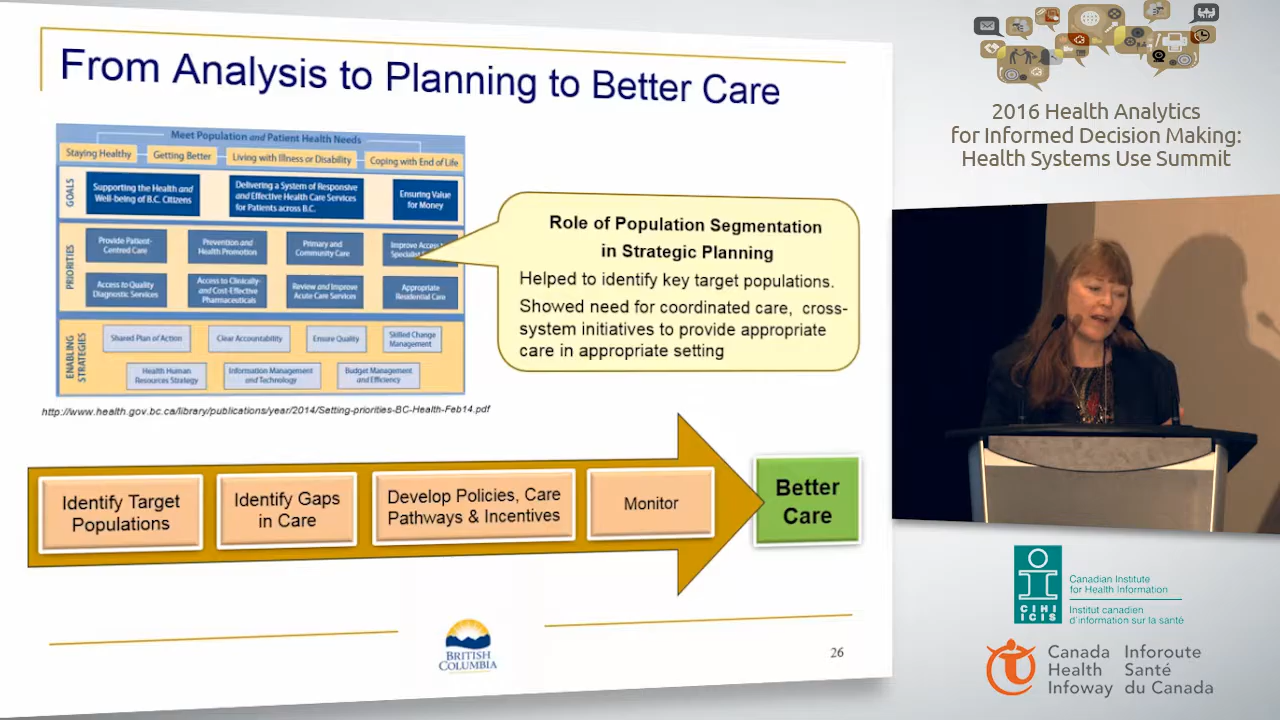 From Analysis to Planning to Better Care
Meet Population and Patient Health Needs
Staying Healthy
Getting Better
Living with Illness or Disability
Coping with End of Life
GOALS
Supporting the Health and
Well-being of B.C. Citizens
Delivering a System of Responsive
and Effective Health Care Services
for Patients across B.C.
Ensuring Value
for Money
PRIORITIES
Provide Patient-
Centred Care
Prevention and
Health Promotion
Primary and
Community Care
Improve Access
Access to Quality
Diagnostic Services
Access to Clinically-
and Cost-Effective
Pharmaceuticals
Review and Improve
Acute Care Services
Appropriate
Residential Care
ENABLING
STRATEGIES
Shared Plan of Action
Clear Accountability
Ensure Quality
Skilled Change
Management
Health Human
Resources Strategy
Information Management
and Technology
Budget Management
and Efficiency
http://www.health.gov.bc.ca/library/publications/year/2014/Setting-priorities-BC-Health-Feb14.pdf
Role of Population Segmentation
in Strategic Planning
Helped to identify key target populations.
Showed need for coordinated care, cross-
system initiatives to provide appropriate
care in appropriate setting
Identify Target
Populations
Identify Gaps
in Care
Develop Policies, Care
Pathways & Incentives
Monitor
Better
Care
BRITISH
COLUMBIA
26
2016 Health Analytics
for Informed Decision Making:
Health Systems Use Summit
CIHI
ICIS
Canadian Institute
for Health Information
Institut canadien
d'information sur la santé
Canada
Health
Infoway
Inforoute
Santé
du Canada